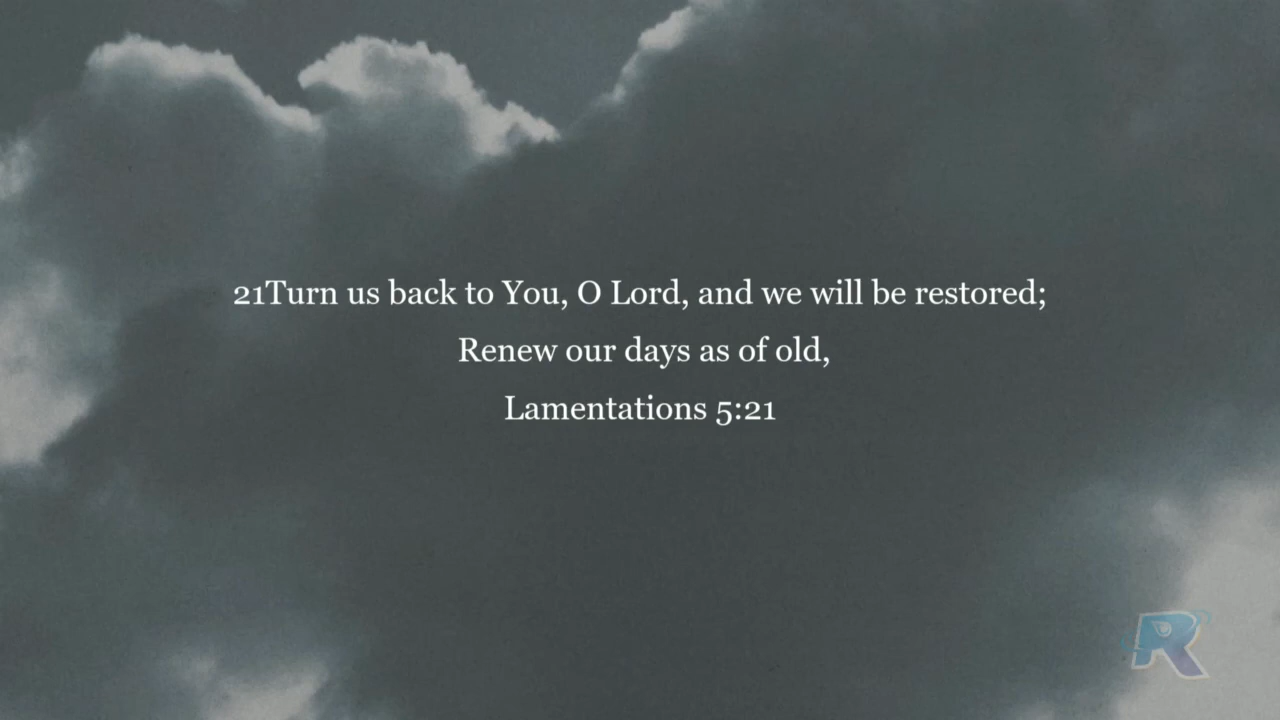 21Turn us back to You, O Lord, and we will be restored;
Renew our days as of old,
Lamentations 5:21
R